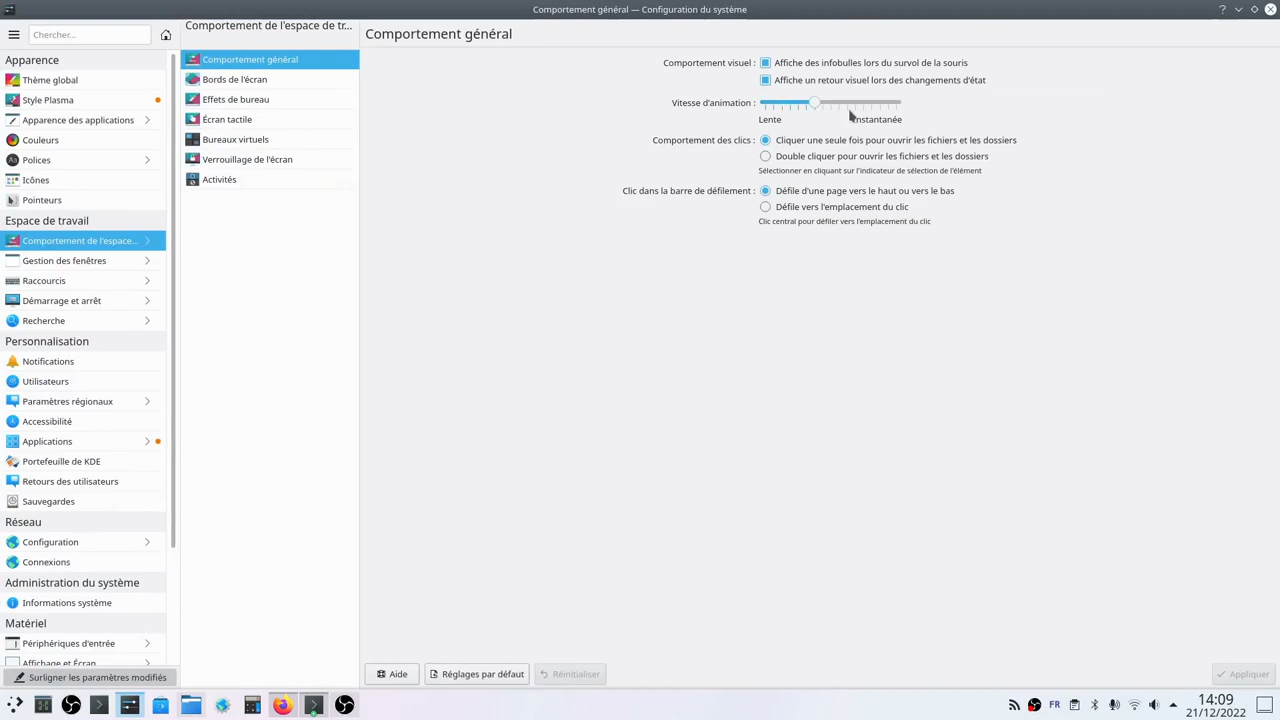 Comportement général — Configuration du système
Chercher...
Apparence
Thème global
Style Plasma
Apparence des applications
Couleurs
Polices
Icônes
Pointeurs
Espace de travail
Comportement de l'espace...
Gestion des fenêtres
Raccourcis
Démarrage et arrêt
Recherche
Personnalisation
Notifications
Utilisateurs
Paramètres régionaux
Accessibilité
Applications
Portefeuille de KDE
Retours des utilisateurs
Sauvegardes
Réseau
Configuration
Connexions
Administration du système
Informations système
Matériel
Périphériques d'entrée
Affichage et Écran
Surligner les paramètres modifiés
Comportement de l'espace de tr...
Comportement général
Bords de l'écran
Effets de bureau
Écran tactile
Bureaux virtuels
Verrouillage de l'écran
Activités
Comportement général
Comportement visuel : Affiche des infobulles lors du survol de la souris
Affiche un retour visuel lors des changements d'état
Vitesse d'animation :
Lente Instantanée
Comportement des clics : Cliquer une seule fois pour ouvrir les fichiers et les dossiers
Double cliquer pour ouvrir les fichiers et les dossiers
Sélectionner en cliquant sur l'indicateur de sélection de l'élément
Clic dans la barre de défilement : Défile d'une page vers le haut ou vers le bas
Défile vers l'emplacement du clic
Clic central pour défiler vers l'emplacement du clic
Aide Réglages par défaut Réinitialiser Appliquer
FR
14:09
21/12/2022